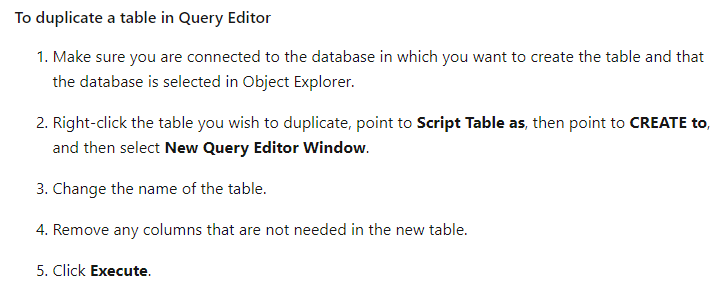 To duplicate a table in Query Editor
1. Make sure you are connected to the database in which you want to create the table and that
the database is selected in Object Explorer.
2. Right-click the table you wish to duplicate, point to Script Table as, then point to CREATE to,
and then select New Query Editor Window.
3. Change the name of the table.
4. Remove any columns that are not needed in the new table.
5. Click Execute.